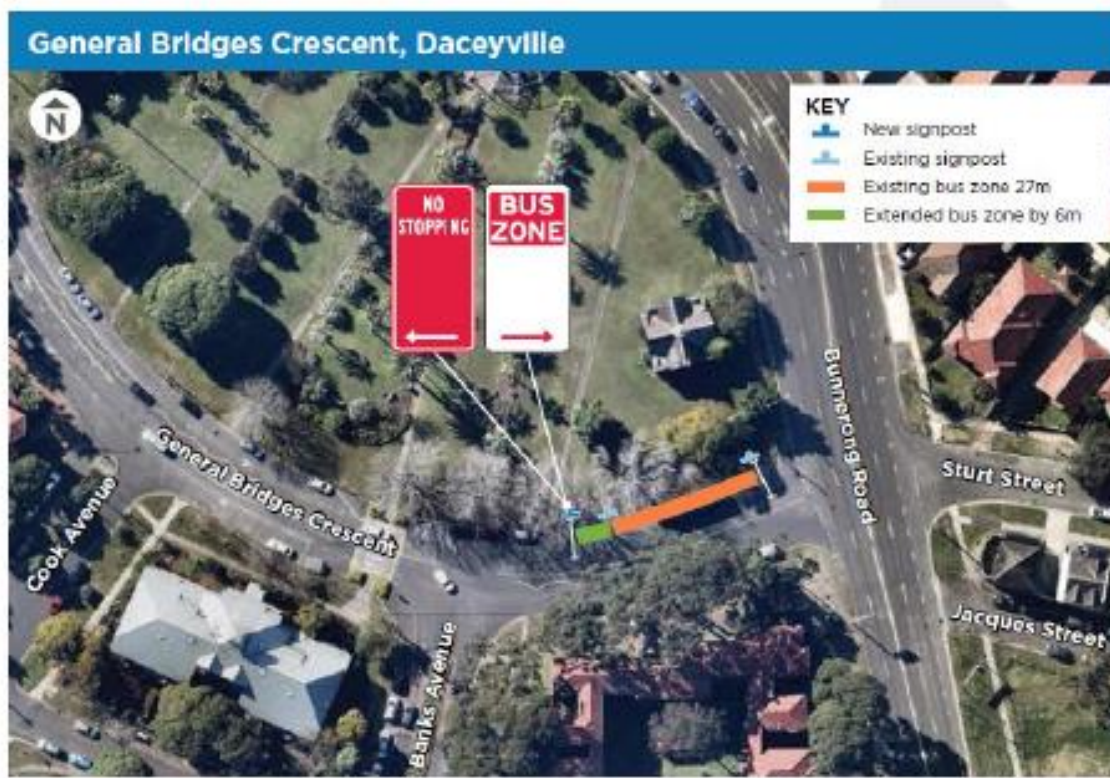 General Bridges Crescent, Daceyville
N
KEY
New signpost
Existing signpost
Existing bus zone 27m
Extended bus zone by 6m
NO
STOPPING
BUS
ZONE
General Bridges Crescent
Cook Avenue
Banks Avenue
Bunnerong Road
Sturt Street
Jacques Street